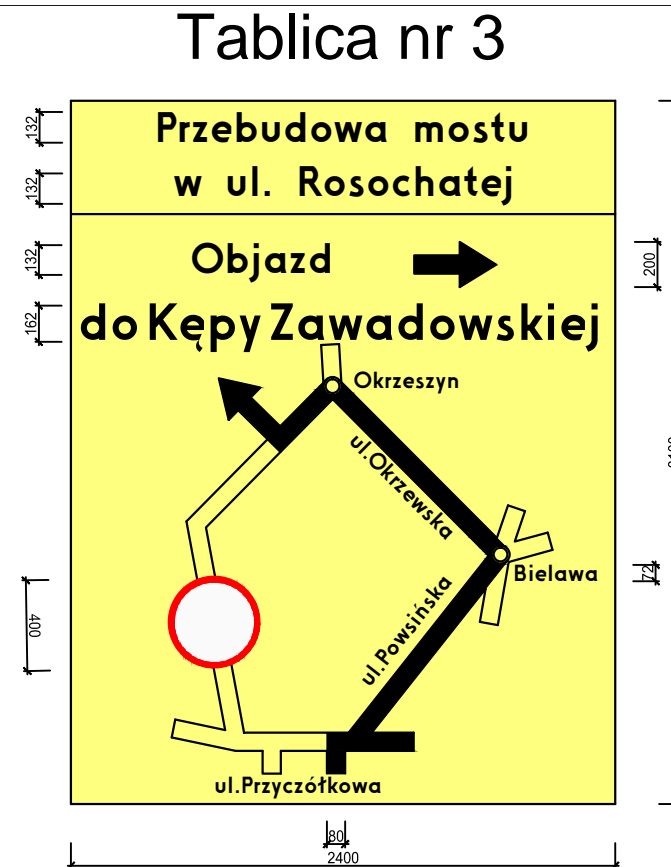 Tablica nr 3
132
Przebudowa mostu
132
w ul. Rosochatej
132
Objazd
200
162
do Kępy Zawadowskiej
Okrzeszyn
ul.Okrzewska
Bielawa
72
400
ul.Powsińska
ul.Przyczółkowa
80
2400